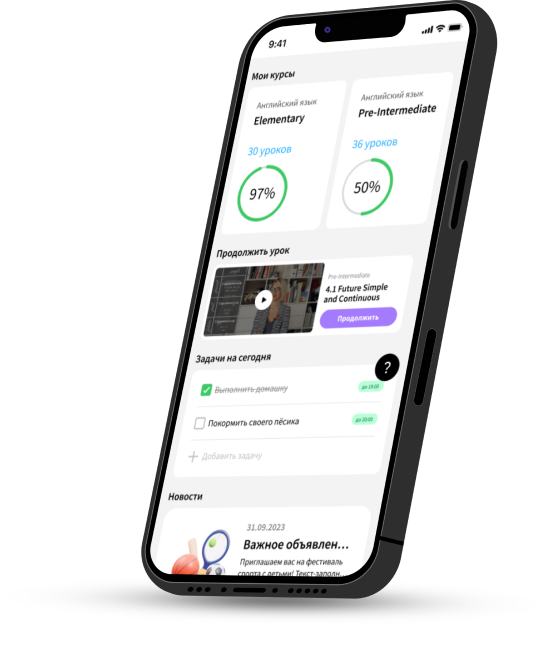 9:41
Мои курсы
Английский язык
Elementary
30 уроков
97%
Английский язык
Pre-Intermediate
36 уроков
50%
Продолжить урок
Pre-Intermediate
4.1 Future Simple
and Continuous
Продолжить
Задачи на сегодня
?
Выполнить домашку
до 19:00
Покормить своего пёсика
до 20:00
Добавить задачу
Новости
31.09.2023
Важное объявлен...
Приглашаем вас на фестиваль
спорта с детьми! Текст-заполн...